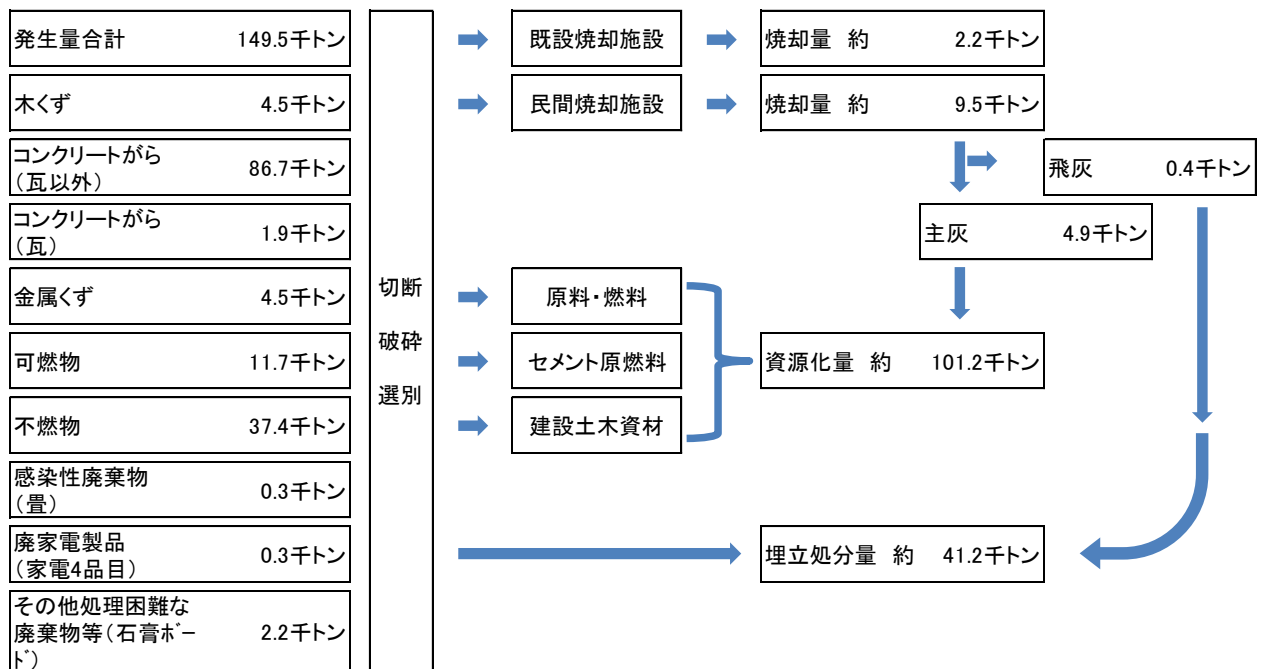 発生量合計 149.5千トン
木くず 4.5千トン
コンクリートがら
（瓦以外） 86.7千トン
コンクリートがら
（瓦） 1.9千トン
金属くず 4.5千トン
可燃物 11.7千トン
不燃物 37.4千トン
感染性廃棄物
（畳） 0.3千トン
廃家電製品
（家電4品目） 0.3千トン
その他処理困難な
廃棄物等（石膏ﾎﾞｰ
ﾄﾞ） 2.2千トン
切断
破砕
選別
既設焼却施設
焼却量 約 2.2千トン
民間焼却施設
焼却量 約 9.5千トン
飛灰 0.4千トン
主灰 4.9千トン
原料・燃料
セメント原燃料
資源化量 約 101.2千トン
建設土木資材
埋立処分量 約 41.2千トン